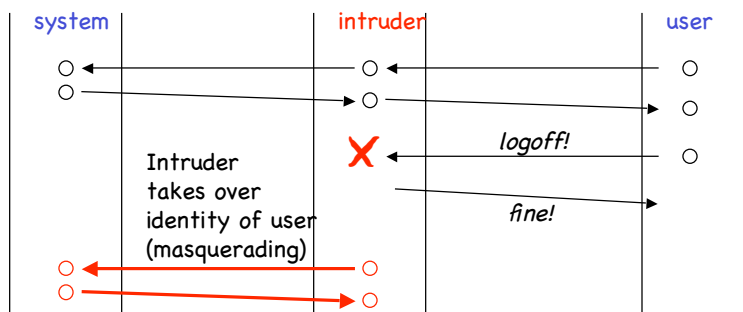 system
intruder
user
logoff!
Intruder
takes over
identity of user
(masquerading)
fine!